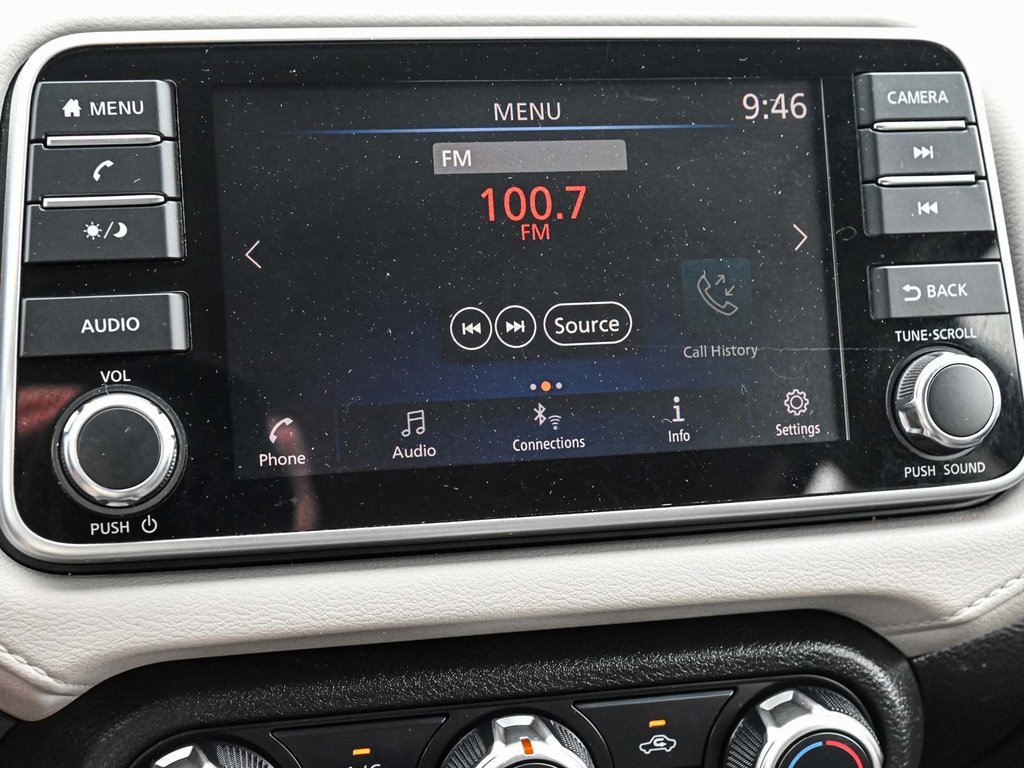 MENU
AUDIO
VOL
PUSH
MENU
9:46
FM
100.7
FM
Source
Call History
Phone
Audio
Connections
Info
Settings
CAMERA
BACK
TUNE·SCROLL
PUSH SOUND